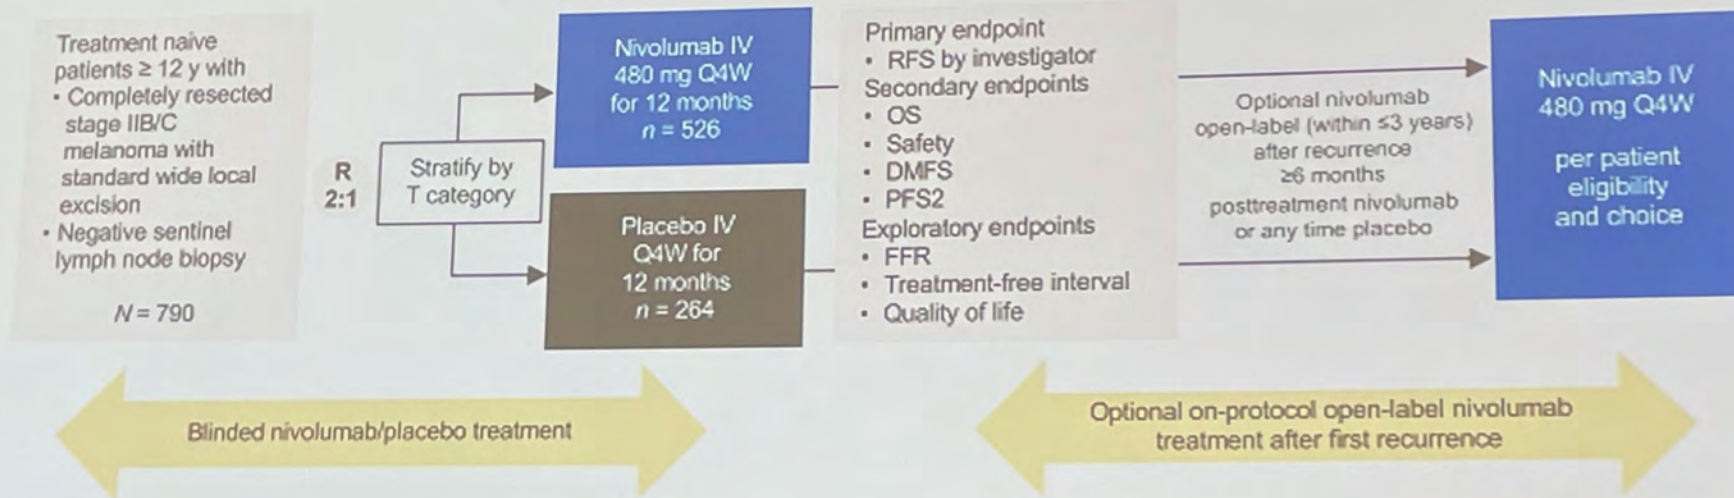 Treatment naive
patients ≥ 12 y with
• Completely resected
stage IIB/C
melanoma with
standard wide local
excision
• Negative sentinel
lymph node biopsy
N = 790
R
2:1
Stratify by
T category
Nivolumab IV
480 mg Q4W
for 12 months
n = 526
Placebo IV
Q4W for
12 months
n = 264
Primary endpoint
• RFS by investigator
Secondary endpoints
• OS
• Safety
• DMFS
• PFS2
Exploratory endpoints
• FFR
• Treatment-free interval
• Quality of life
Optional nivolumab
open-label (within ≤3 years)
after recurrence
≥6 months
posttreatment nivolumab
or any time placebo
Nivolumab IV
480 mg Q4W
per patient
eligibility
and choice
Blinded nivolumab/placebo treatment
Optional on-protocol open-label nivolumab
treatment after first recurrence